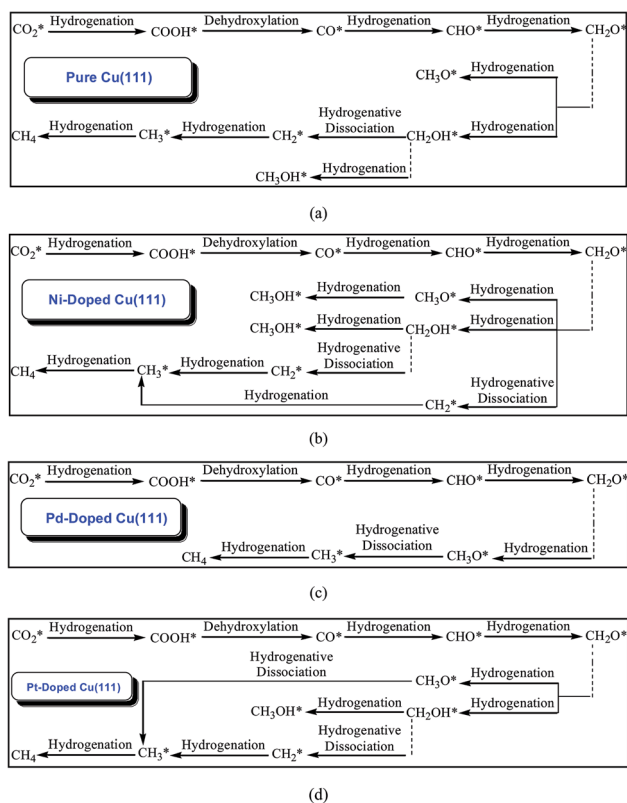 Hydrogenation Dehydroxylation Hydrogenation Hydrogenation
CO2* COOH* CO* CHO* CH2O*
Pure Cu(111)
Hydrogenation
CH3O*
Hydrogenation Hydrogenation Hydrogenative Dissociation Hydrogenation
CH4 CH3* CH2* CH2OH*
Hydrogenation
CH3OH*
(a)
Hydrogenation Dehydroxylation Hydrogenation Hydrogenation
CO2* COOH* CO* CHO* CH2O*
Ni-Doped Cu(111)
Hydrogenation Hydrogenation
CH3OH* CH3O*
Hydrogenation Hydrogenation
CH3OH* CH2OH*
Hydrogenation Hydrogenation Hydrogenative Dissociation
CH4 CH3* CH2*
Hydrogenation Hydrogenative Dissociation
CH2*
(b)
Hydrogenation Dehydroxylation Hydrogenation Hydrogenation
CO2* COOH* CO* CHO* CH2O*
Pd-Doped Cu(111)
Hydrogenation Hydrogenative Dissociation Hydrogenation
CH4 CH3* CH3O*
(c)
Hydrogenation Dehydroxylation Hydrogenation Hydrogenation
CO2* COOH* CO* CHO* CH2O*
Pt-Doped Cu(111)
Hydrogenative Dissociation Hydrogenation
CH3O*
Hydrogenation Hydrogenation
CH3OH* CH2OH*
Hydrogenation Hydrogenation Hydrogenative Dissociation
CH4 CH3* CH2*
(d)